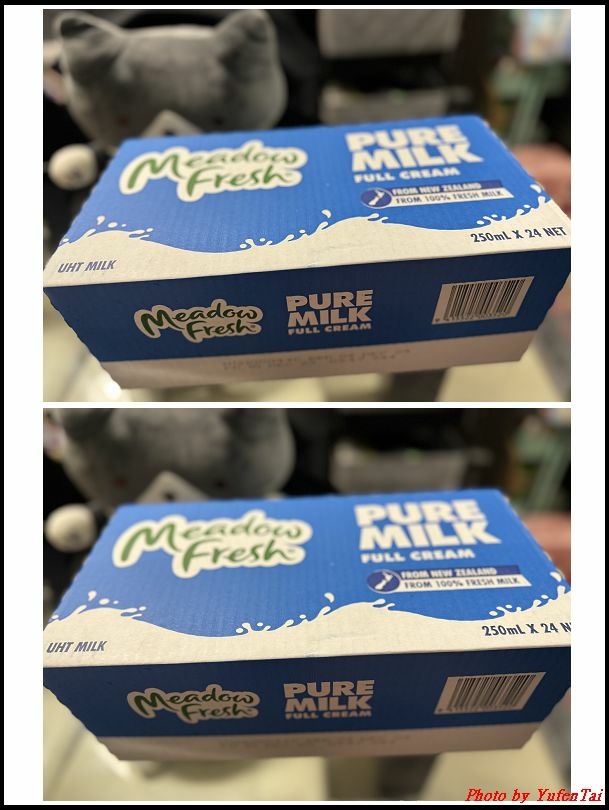 Meadow
Fresh
PURE
MILK
FULL CREAM
FROM NEW ZEALAND
FROM 100% FRESH MILK
250mL X 24 NET
UHT MILK
Meadow
Fresh
PURE
MILK
FULL CREAM
Meadow
Fresh
PURE
MILK
FULL CREAM
FROM NEW ZEALAND
FROM 100% FRESH MILK
250mL X 24
UHT MILK
Meadow
Fresh
PURE
MILK
FULL CREAM
Photo by YufenTai